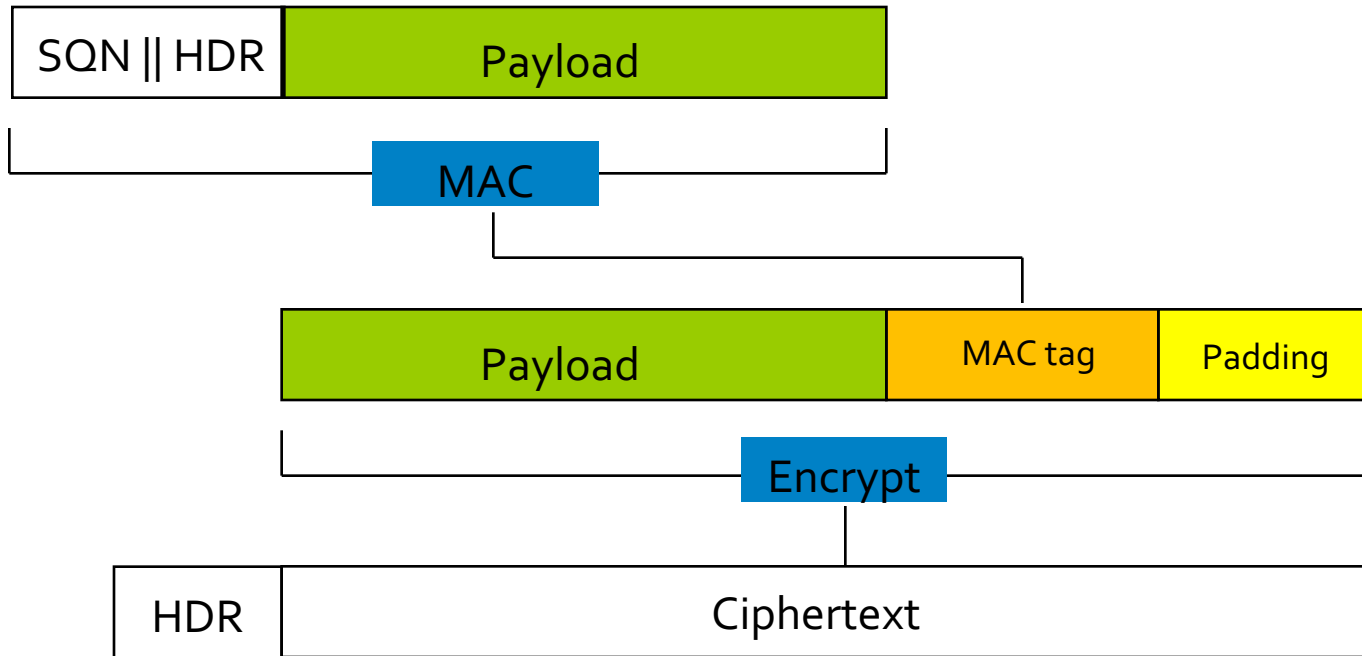 SQN || HDR Payload
MAC
Payload MAC tag Padding
Encrypt
HDR Ciphertext